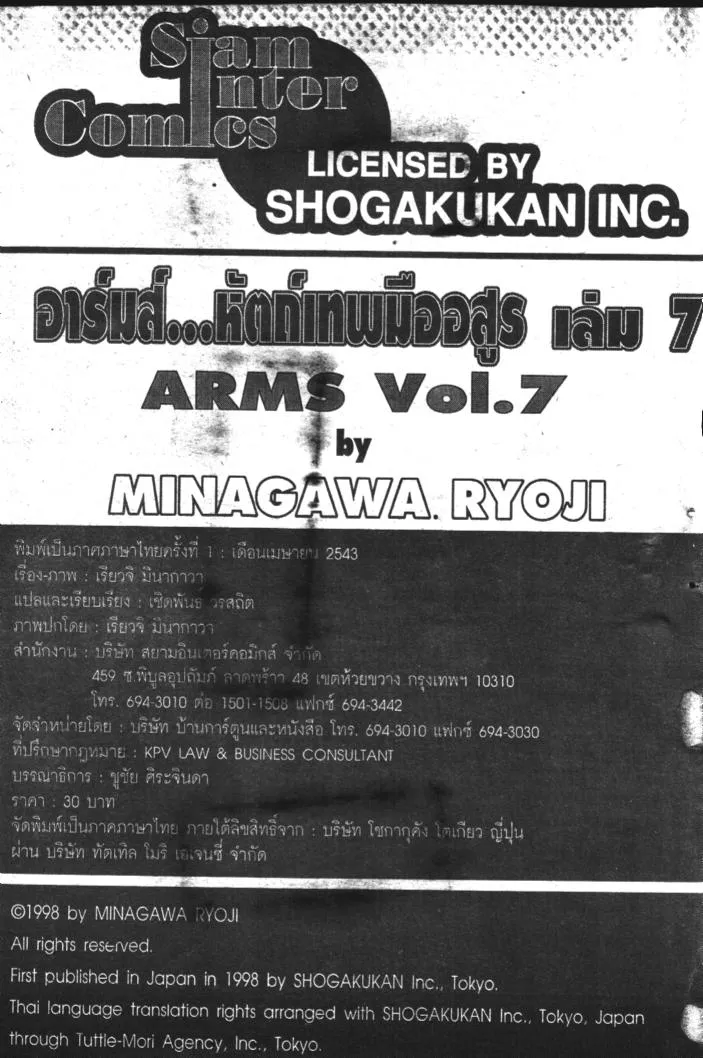 Siam Inter Comics
LICENSED BY
SHOGAKUKAN INC.
อาร์มส์...หัตถ์เทพมืออสูร เล่ม 7
ARMS Vol.7
by
MINAGAWA RYOJI
พิมพ์เป็นภาคภาษาไทยครั้งที่ 1 : เดือนเมษายน 2543
เรื่อง-ภาพ : เรียวจิ มินากาวา
แปลและเรียบเรียง : เชิดพันธ วรสถิต
ภาพปกโดย : เรียวจิ มินากาวา
สำนักงาน : บริษัท สยามอินเตอร์คอมิกส์ จำกัด
459 ซ.พิบูลอุปถัมภ์ ลาดพร้าว 48 เขตห้วยขวาง กรุงเทพฯ 10310
โทร. 694-3010 ต่อ 1501-1508 แฟกซ์ 694-3442
จัดจำหน่ายโดย : บริษัท บ้านการ์ตูนและหนังสือ โทร. 694-3010 แฟกซ์ 694-3030
ที่ปรึกษากฎหมาย : KPV LAW & BUSINESS CONSULTANT
บรรณาธิการ : ชูชัย ศิระจินดา
ราคา : 30 บาท
จัดพิมพ์เป็นภาคภาษาไทย ภายใต้ลิขสิทธิ์จาก : บริษัท โชกากุคัง โตเกียว ญี่ปุ่น
ผ่าน บริษัท ทัตเทิล โมริ เอเจนซี่ จำกัด
©1998 by MINAGAWA RYOJI
All rights reserved.
First published in Japan in 1998 by SHOGAKUKAN Inc., Tokyo.
Thai language translation rights arranged with SHOGAKUKAN Inc., Tokyo, Japan
through Tuttle-Mori Agency, Inc., Tokyo.